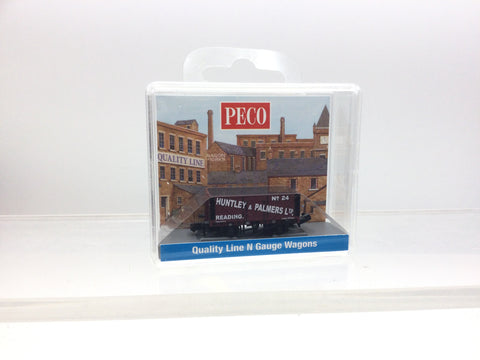 PECO
QUALITY LINE
Nº 24
HUNTLEY & PALMERS LTD.
READING.
Quality Line N Gauge Wagons